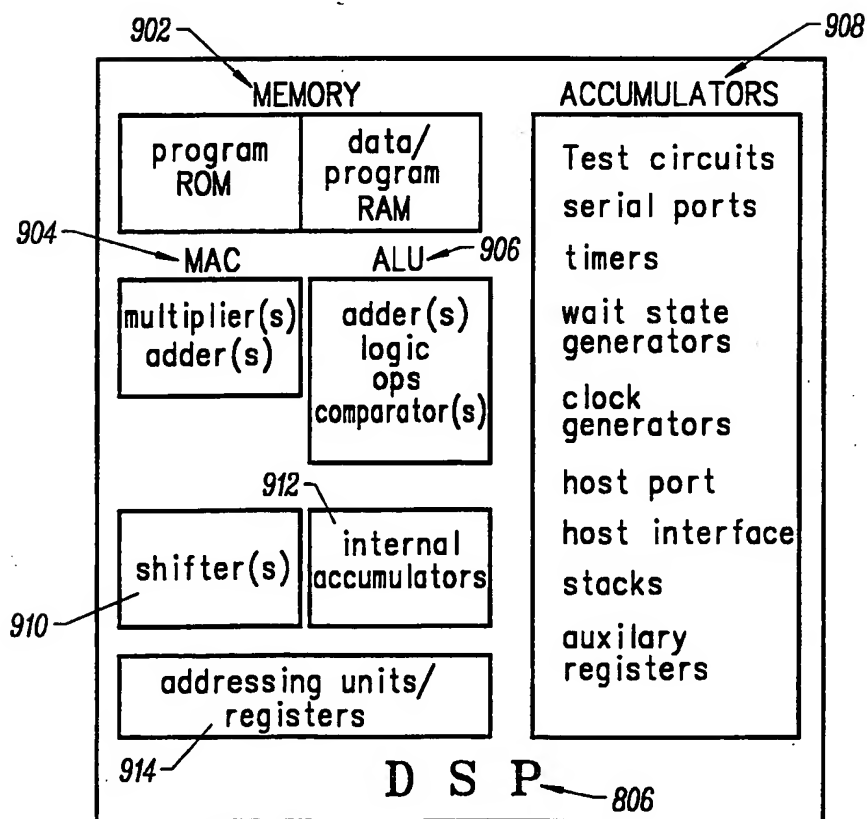 902
908
MEMORY
ACCUMULATORS
program
ROM
data/
program
RAM
904
MAC
ALU
906
multiplier(s)
adder(s)
adder(s)
logic
ops
comparator(s)
912
shifter(s)
internal
accumulators
910
addressing units/
registers
914
Test circuits
serial ports
timers
wait state
generators
clock
generators
host port
host interface
stacks
auxilary
registers
D S P
806